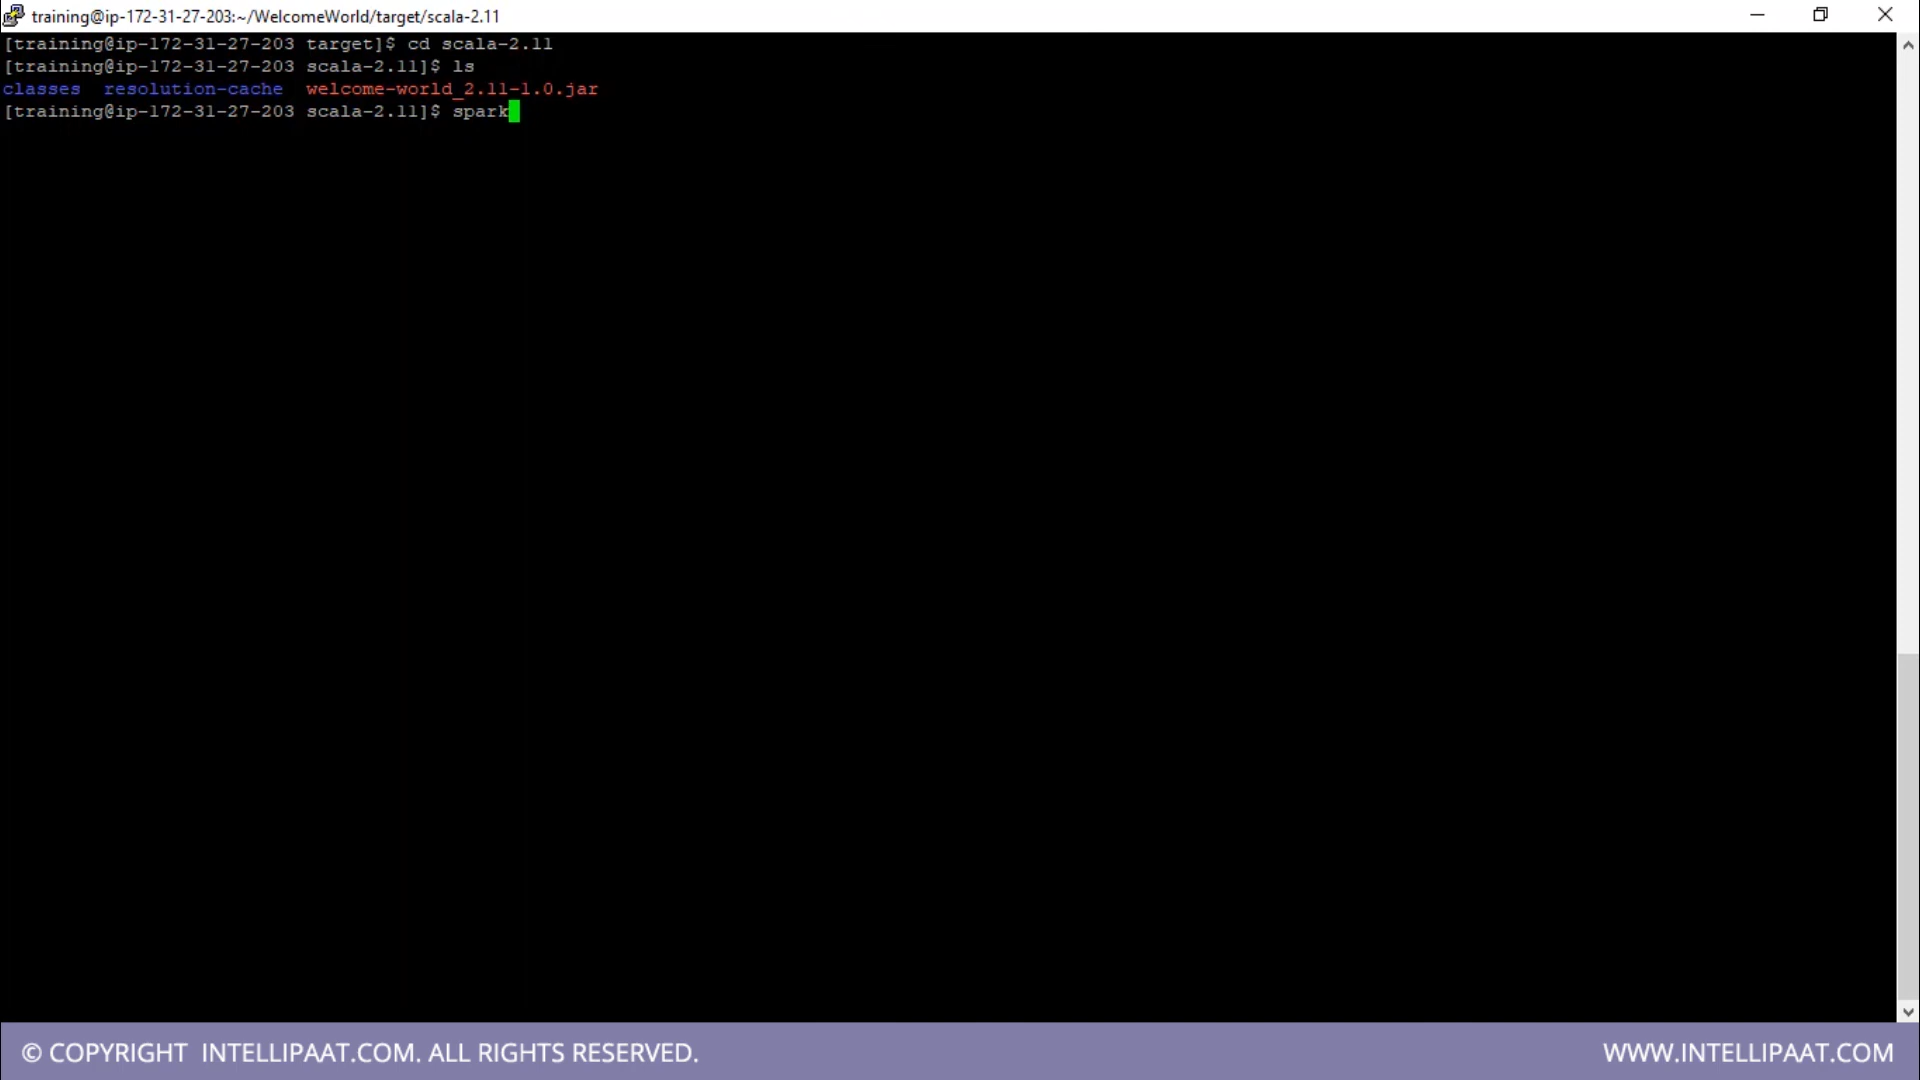 training@ip-172-31-27-203:~/WelcomeWorld/target/scala-2.11
[training@ip-172-31-27-203 target]$ cd scala-2.11
[training@ip-172-31-27-203 scala-2.11]$ ls
classes  resolution-cache  welcome-world_2.11-1.0.jar
[training@ip-172-31-27-203 scala-2.11]$ spark
© COPYRIGHT  INTELLIPAAT.COM. ALL RIGHTS RESERVED.
WWW.INTELLIPAAT.COM